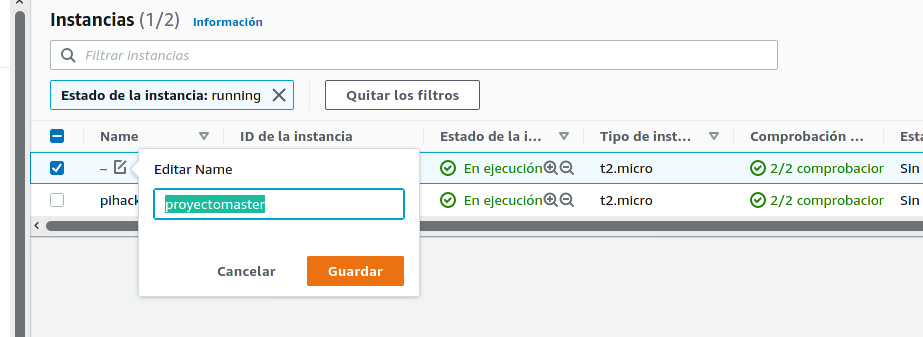 Instancias (1/2) Información
Filtrar instancias
Estado de la instancia: running Quitar los filtros
Name ID de la instancia Estado de la i... Tipo de inst... Comprobación ... Esta
– En ejecución t2.micro 2/2 comprobacior Sin
Editar Name
pihack En ejecución t2.micro 2/2 comprobacior Sin
proyectomaster
Cancelar Guardar